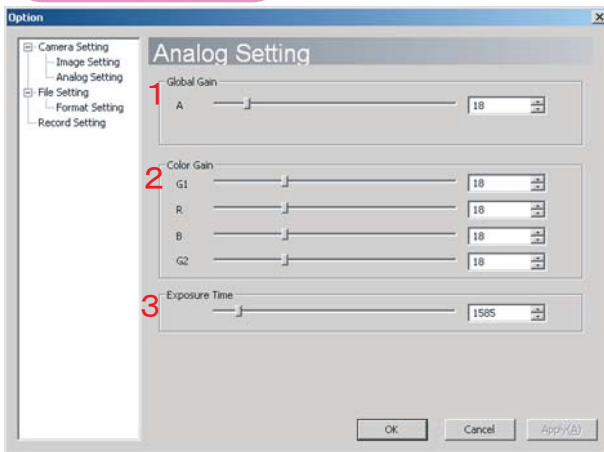 Option
Camera Setting
Image Setting
Analog Setting
File Setting
Format Setting
Record Setting
Analog Setting
1
Global Gain
A 18
2
Color Gain
G1 18
R 18
B 18
G2 18
3
Exposure Time
1585
OK Cancel Apply(A)